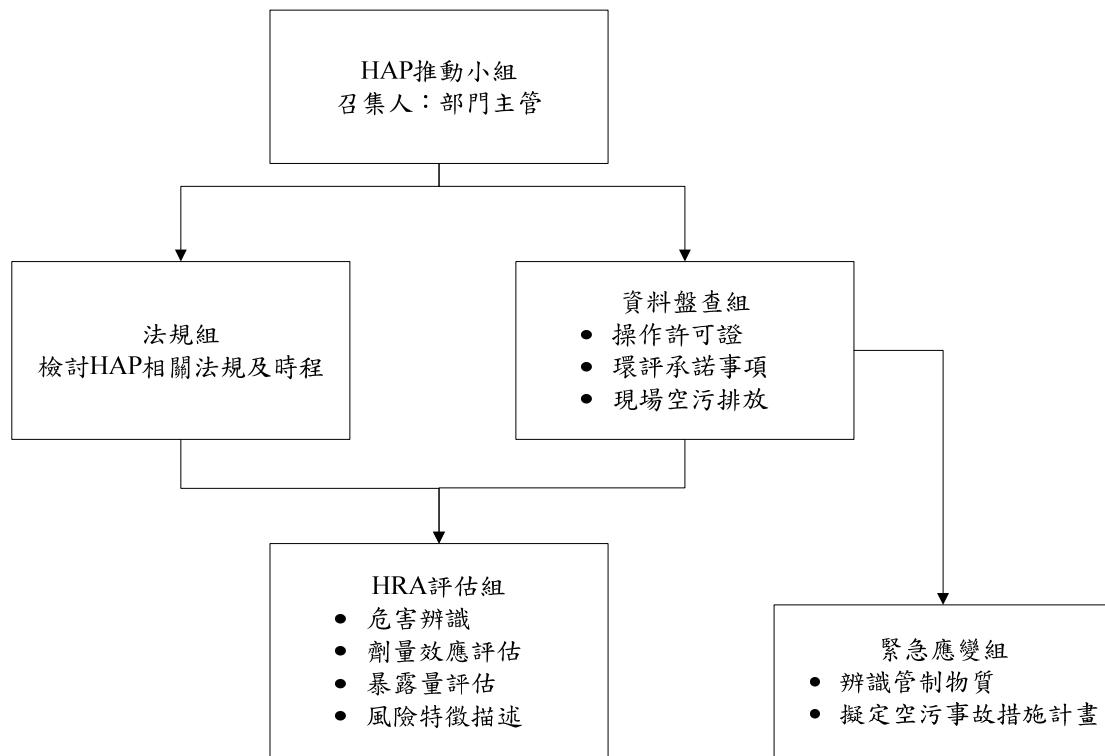 HAP推動小組
召集人：部門主管
法規組
檢討HAP相關法規及時程
資料盤查組
● 操作許可證
● 環評承諾事項
● 現場空污排放
HRA評估組
● 危害辨識
● 劑量效應評估
● 暴露量評估
● 風險特徵描述
緊急應變組
● 辨識管制物質
● 擬定空污事故措施計畫